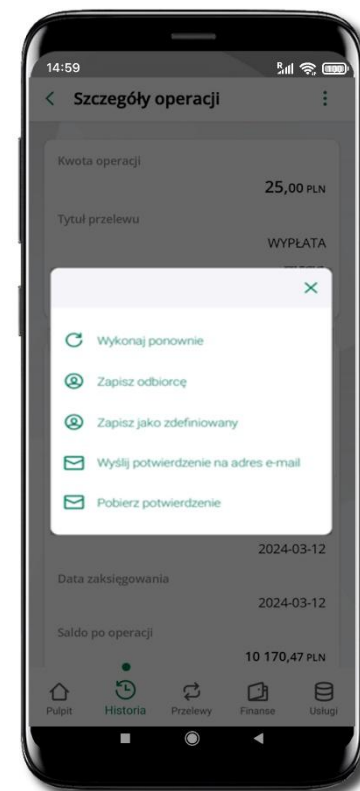 14:59
R
100
Szczegóły operacji
Kwota operacji
25,00 PLN
Tytuł przelewu
WYPŁATA
Wykonaj ponownie
Zapisz odbiorcę
Zapisz jako zdefiniowany
Wyślij potwierdzenie na adres e-mail
Pobierz potwierdzenie
2024-03-12
Data zaksięgowania
2024-03-12
Saldo po operacji
10 170,47 PLN
Pulpit Historia Przelewy Finanse Usługi